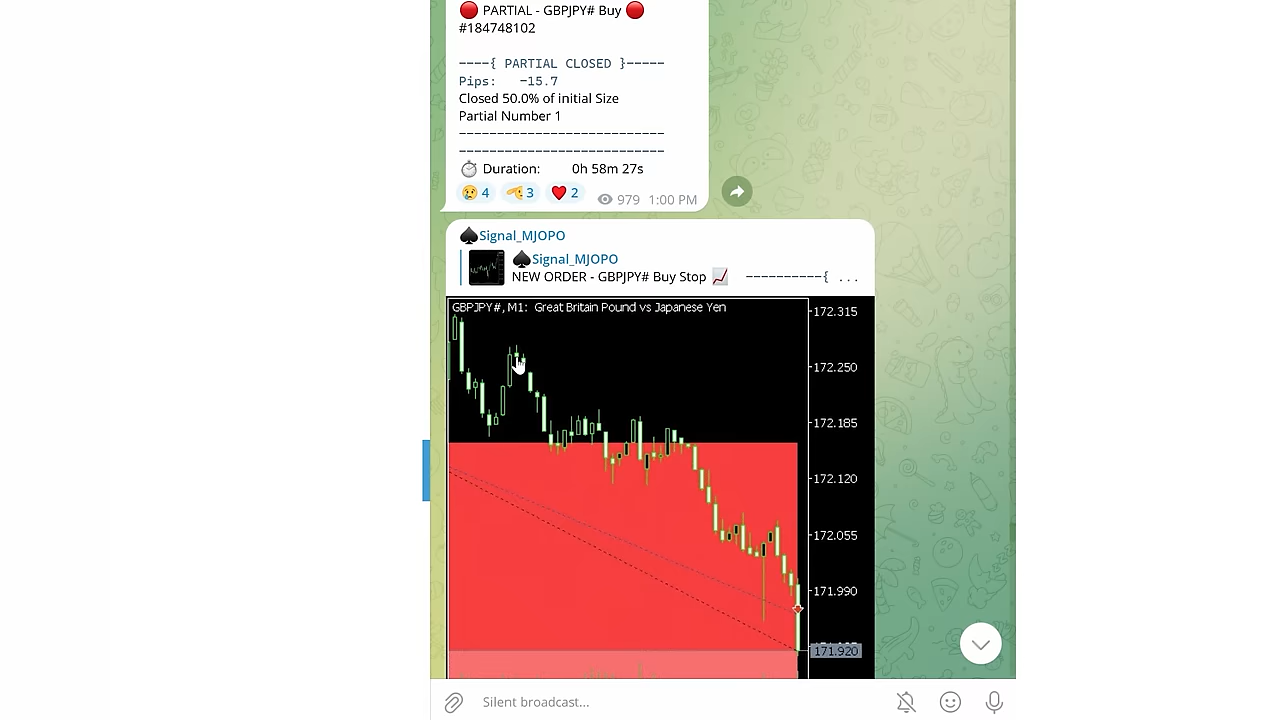 🔴 PARTIAL - GBPJPY# Buy 🔴
#184748102
----{ PARTIAL CLOSED }-----
Pips: -15.7
Closed 50.0% of initial Size
Partial Number 1
---------------------------
---------------------------
⏱ Duration: 0h 58m 27s
😢 4 🫡 3 ❤ 2 979 1:00 PM
♠Signal_MJOPO
♠Signal_MJOPO
NEW ORDER - GBPJPY# Buy Stop 📈 ----------{ ...
GBPJPY#, M1: Great Britain Pound vs Japanese Yen
172.315
172.250
172.185
172.120
172.055
171.990
171.920
Silent broadcast...